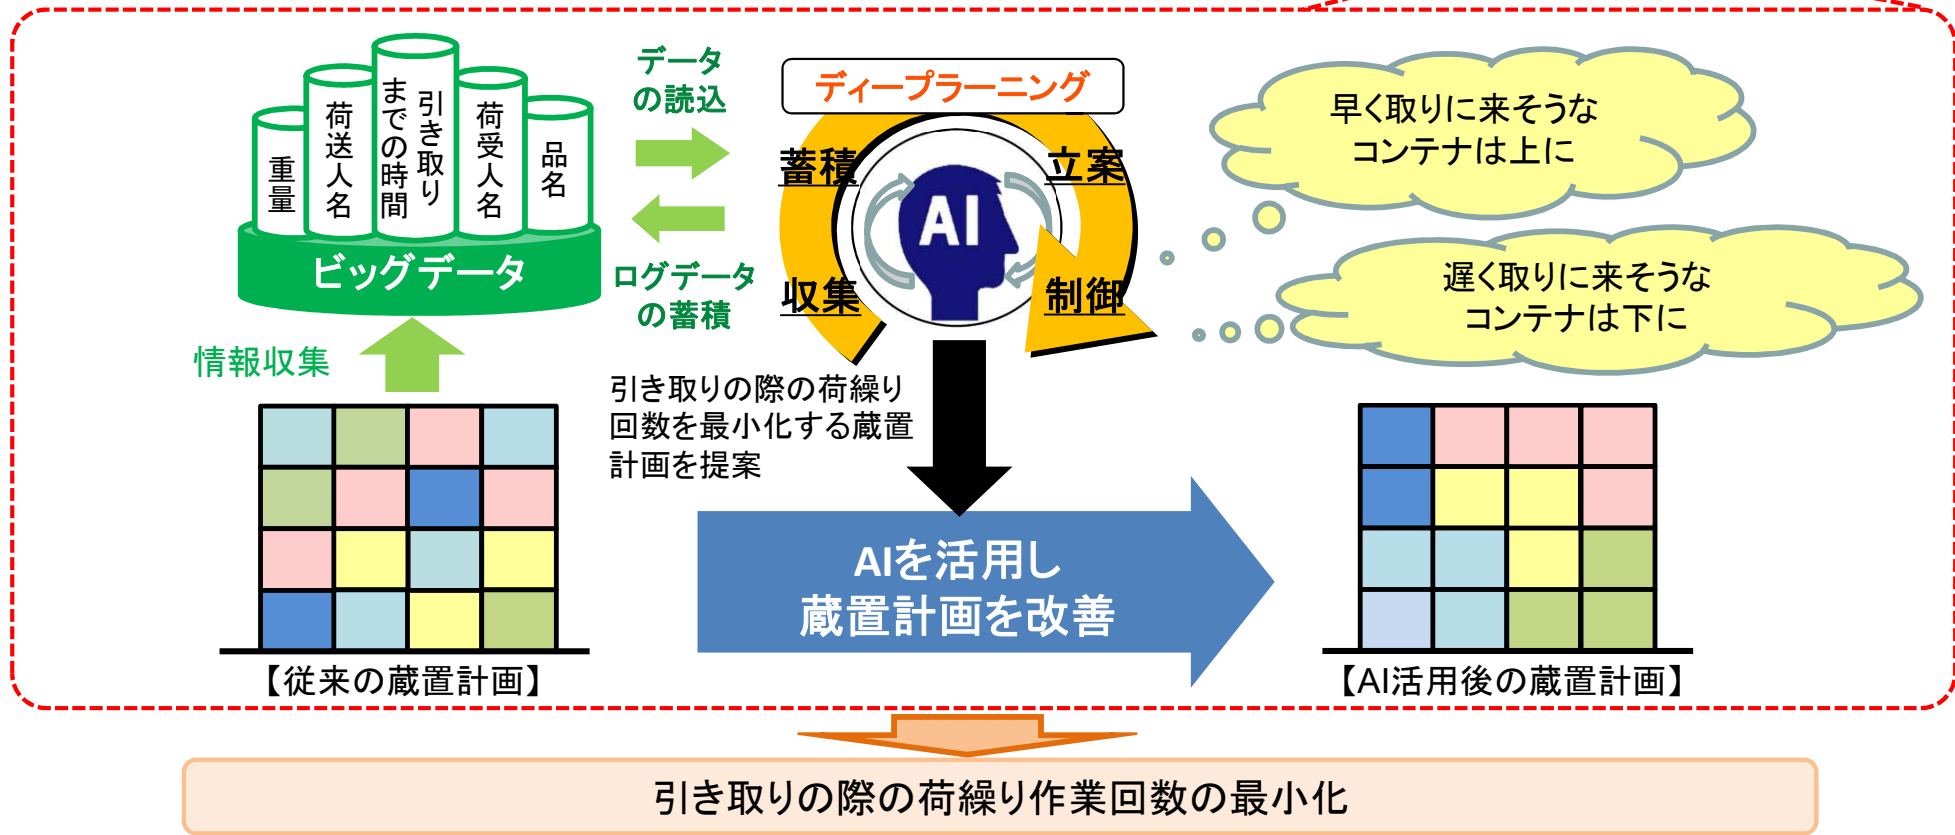 重量
荷送人名
引き取り
までの時間
荷受人名
品名
ビッグデータ
データ
の読込
ログデータ
の蓄積
ディープラーニング
蓄積
立案
AI
収集
制御
早く取りに来そうな
コンテナは上に
遅く取りに来そうな
コンテナは下に
情報収集
引き取りの際の荷繰り
回数を最小化する蔵置
計画を提案
AIを活用し
蔵置計画を改善
【従来の蔵置計画】
【AI活用後の蔵置計画】
引き取りの際の荷繰り作業回数の最小化